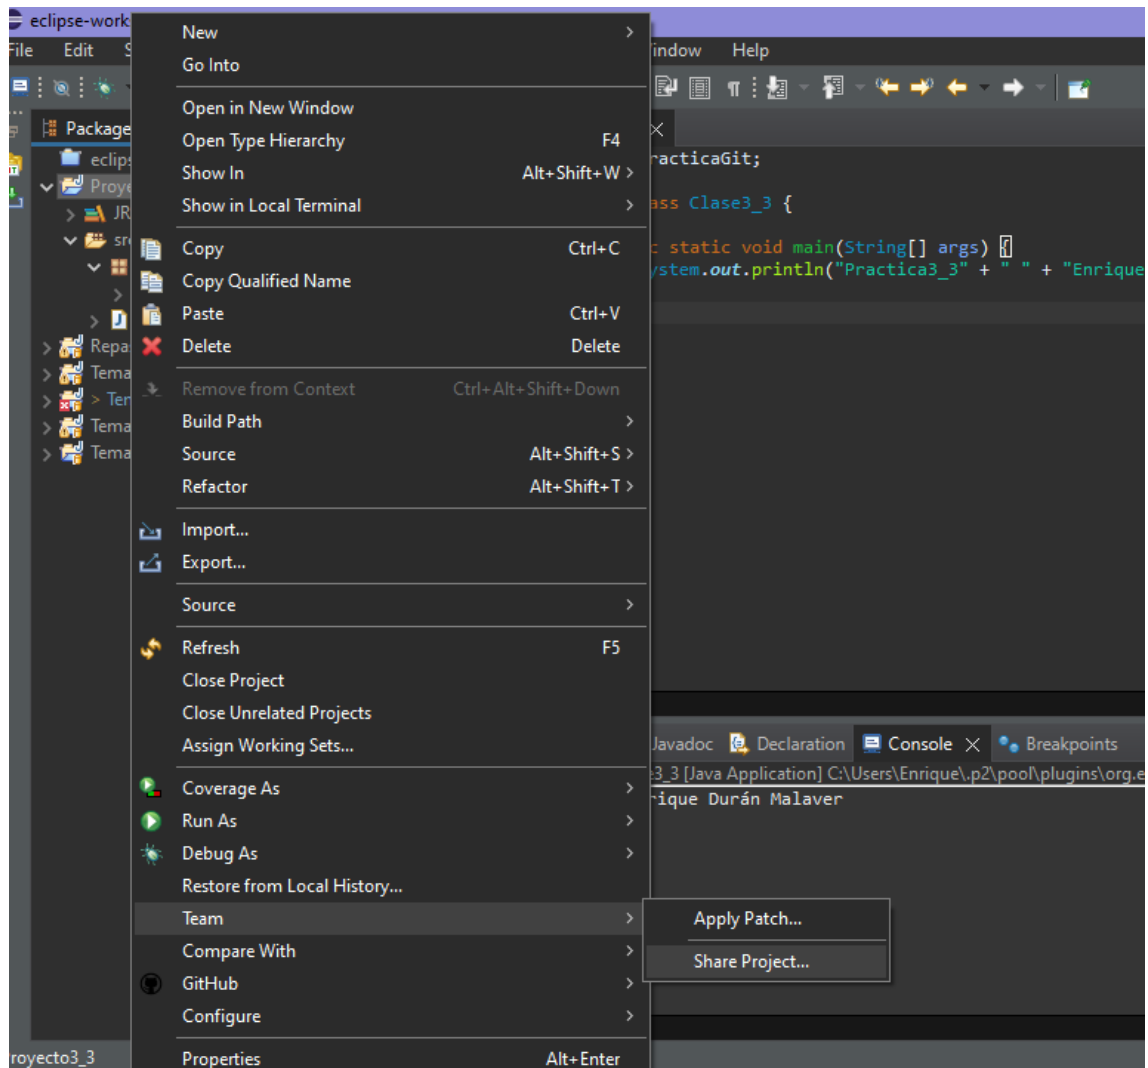 eclipse-work
File Edit S indow Help
Package
eclips
Proye
JR
sr
Repa
Tema
> Ter
Tema
Tema
New
Go Into
Open in New Window
Open Type Hierarchy F4
Show In Alt+Shift+W >
Show in Local Terminal
Copy Ctrl+C
Copy Qualified Name
Paste Ctrl+V
Delete Delete
Remove from Context Ctrl+Alt+Shift+Down
Build Path
Source Alt+Shift+S >
Refactor Alt+Shift+T >
Import...
Export...
Source
Refresh F5
Close Project
Close Unrelated Projects
Assign Working Sets...
Coverage As
Run As
Debug As
Restore from Local History...
Team
Compare With
GitHub
Configure
Properties Alt+Enter
Apply Patch...
Share Project...
racticaGit;
ass Clase3_3 {
c static void main(String[] args) {
ystem.out.println("Practica3_3" + " " + "Enrique
Javadoc Declaration Console Breakpoints
e3_3 [Java Application] C:\Users\Enrique\.p2\pool\plugins\org.e
rique Durán Malaver
royecto3_3